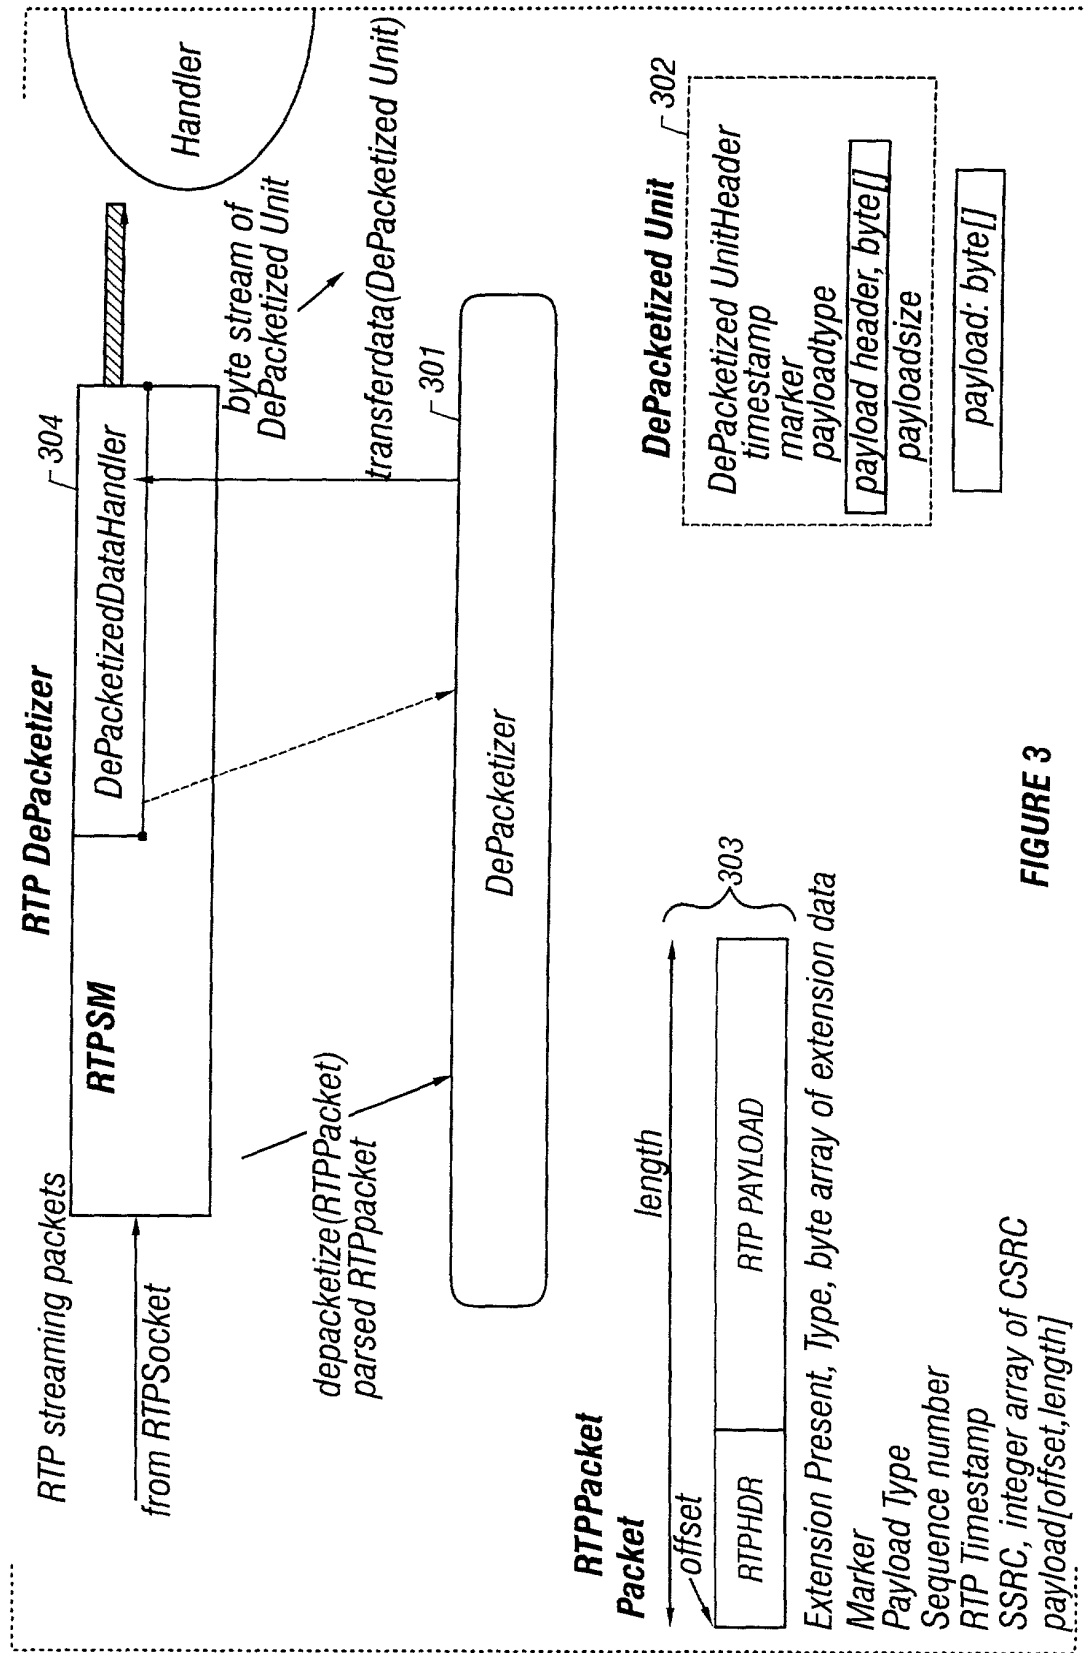 RTP DePacketizer
RTP streaming packets
from RTPSocket
RTPSM
DePacketizedDataHandler
304
Handler
byte stream of
DePacketized Unit
transferdata(DePacketized Unit)
depacketize(RTPPacket)
parsed RTPpacket
301
DePacketizer
RTPPacket
Packet
offset
length
RTPHDR
RTP PAYLOAD
303
Extension Present, Type, byte array of extension data
Marker
Payload Type
Sequence number
RTP Timestamp
SSRC, integer array of CSRC
payload[offset,length]
DePacketized Unit
302
DePacketized UnitHeader
timestamp
marker
payloadtype
payload header, byte[]
payloadsize
payload: byte[]
FIGURE 3